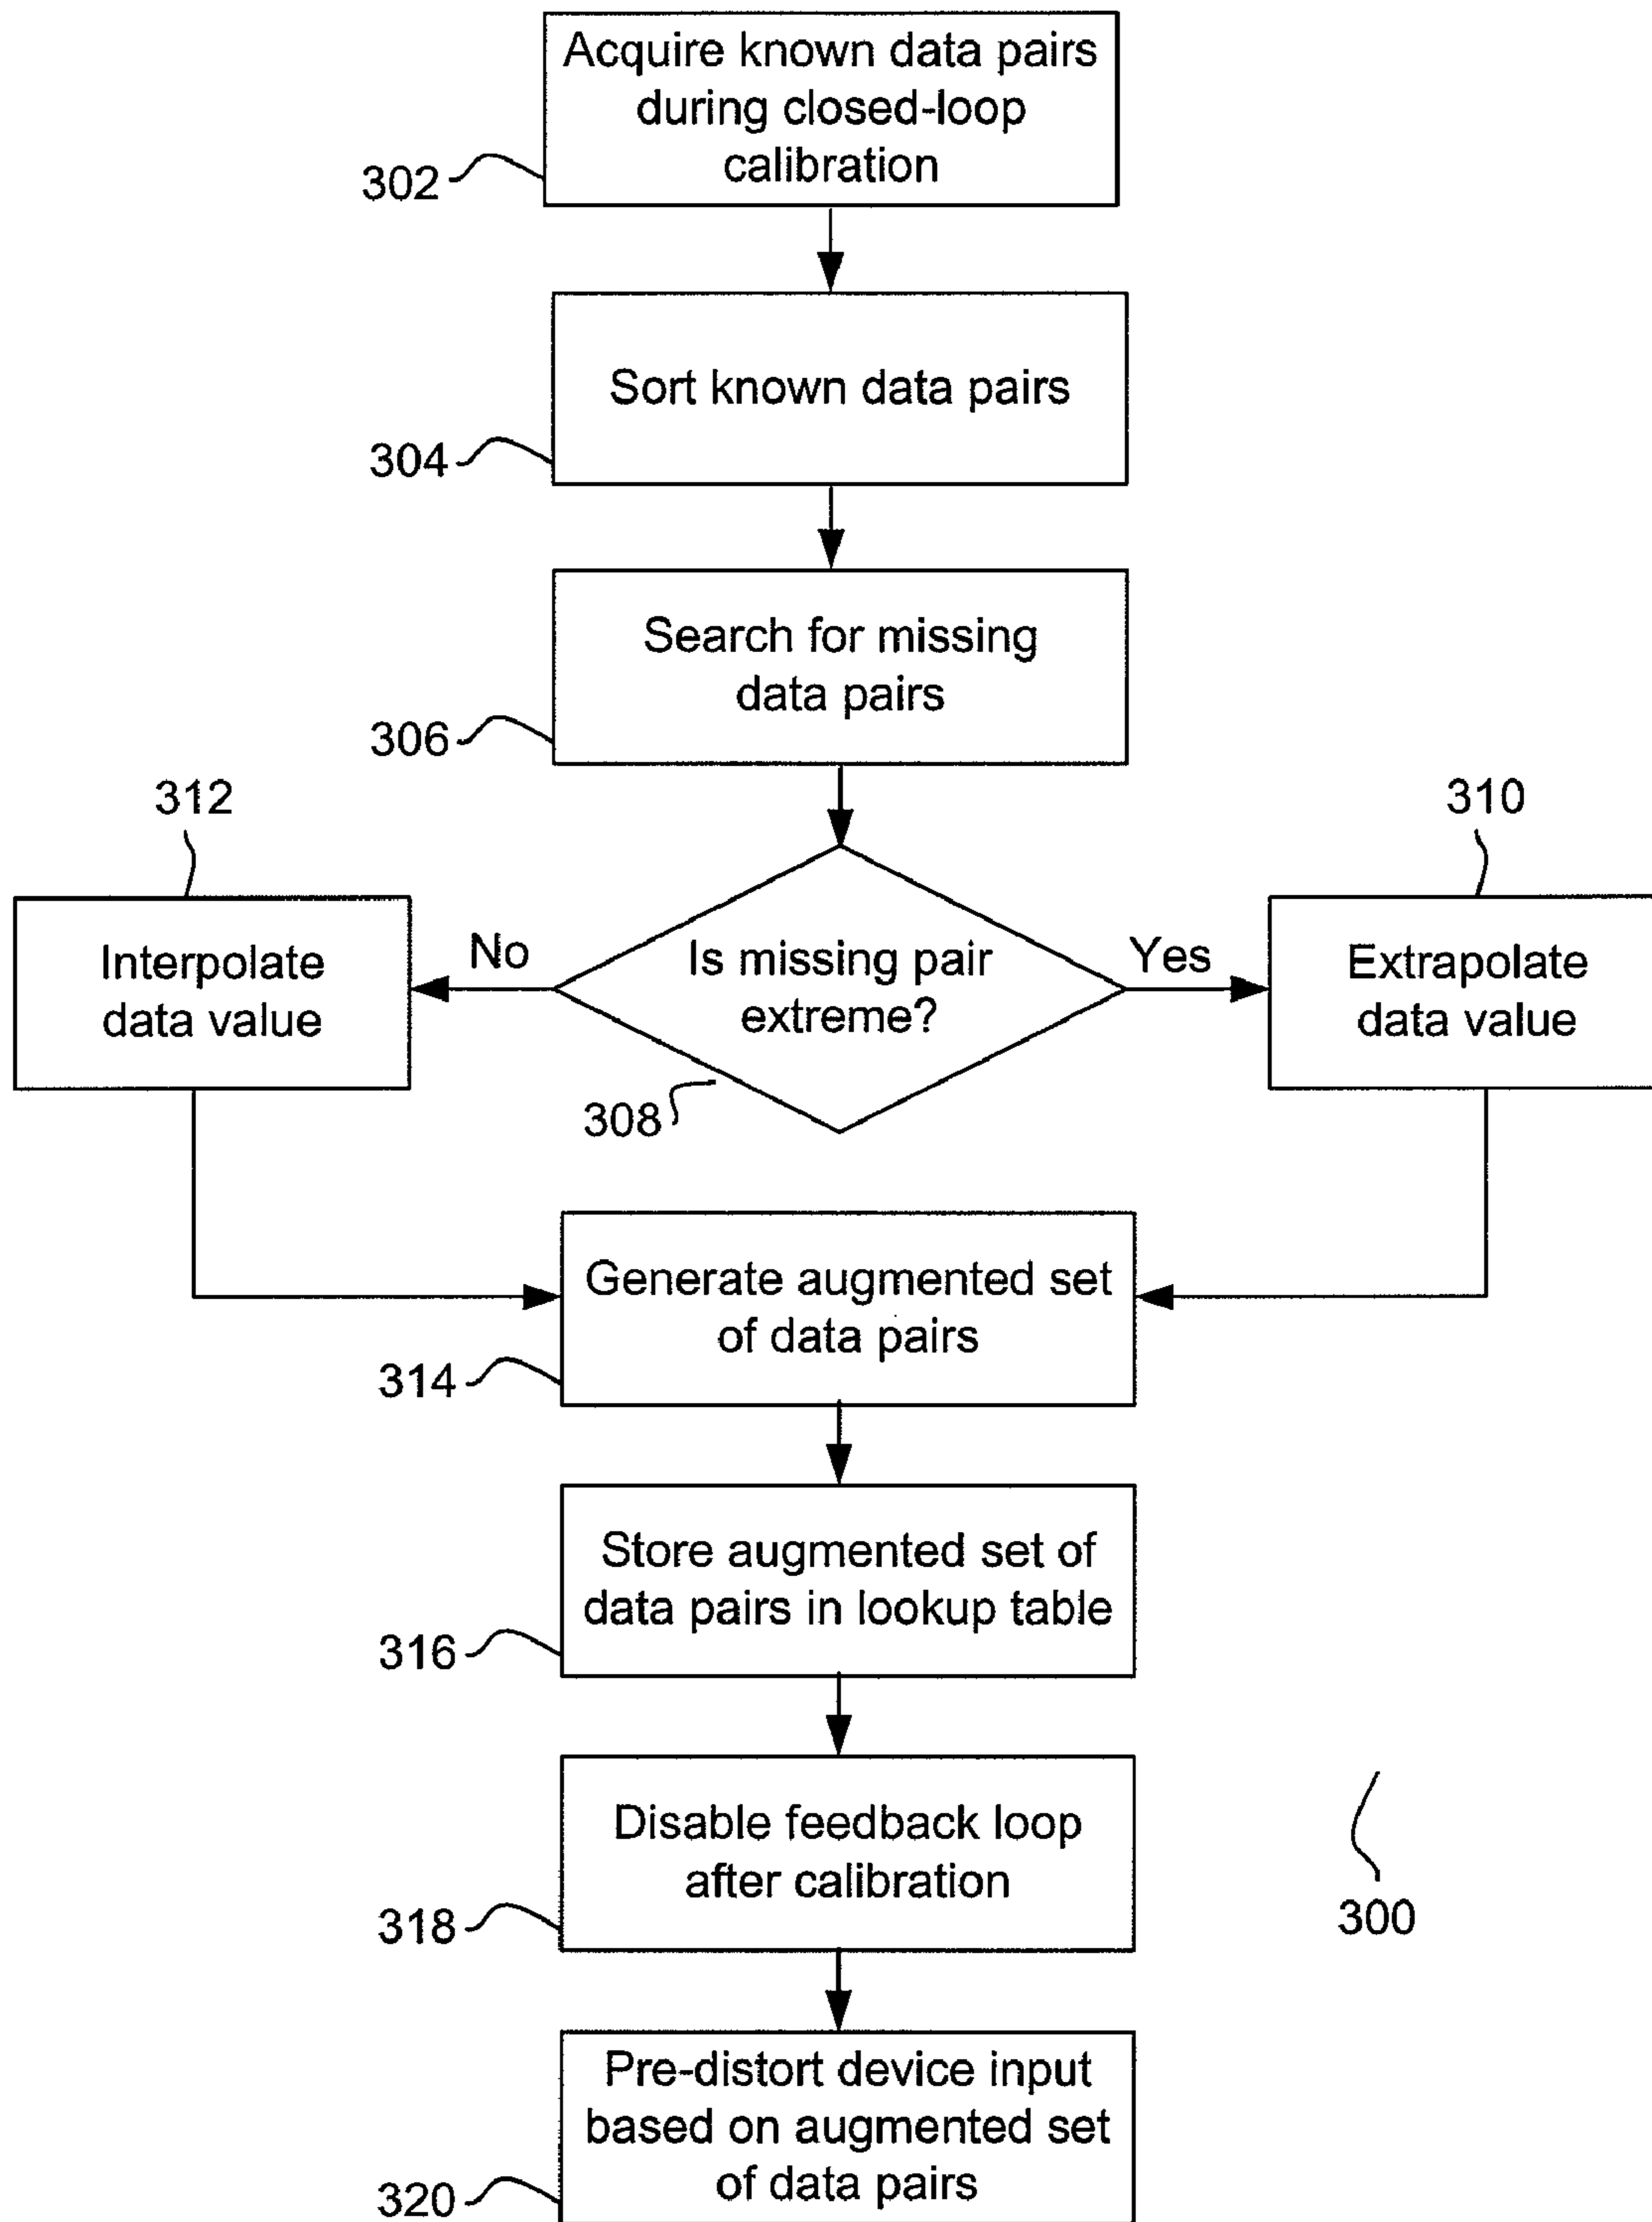 Acquire known data pairs
during closed-loop
calibration
302
Sort known data pairs
304
Search for missing
data pairs
306
312
310
Interpolate
data value
No
Is missing pair
extreme?
Yes
Extrapolate
data value
308
Generate augmented set
of data pairs
314
Store augmented set of
data pairs in lookup table
316
Disable feedback loop
after calibration
318
300
Pre-distort device input
based on augmented set
of data pairs
320